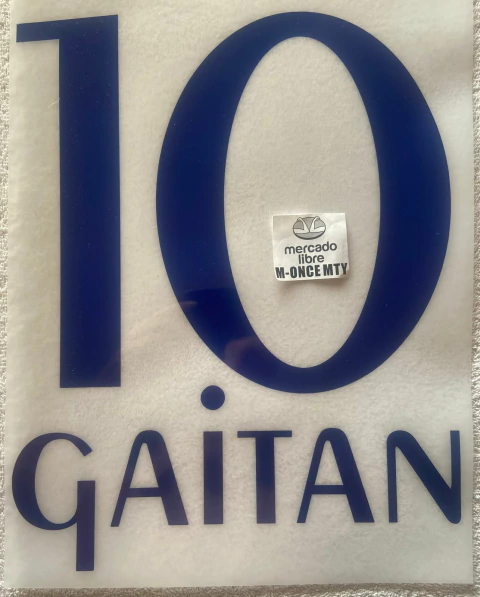 10
mercado
libre
M-ONCE MTY
GAiTAN